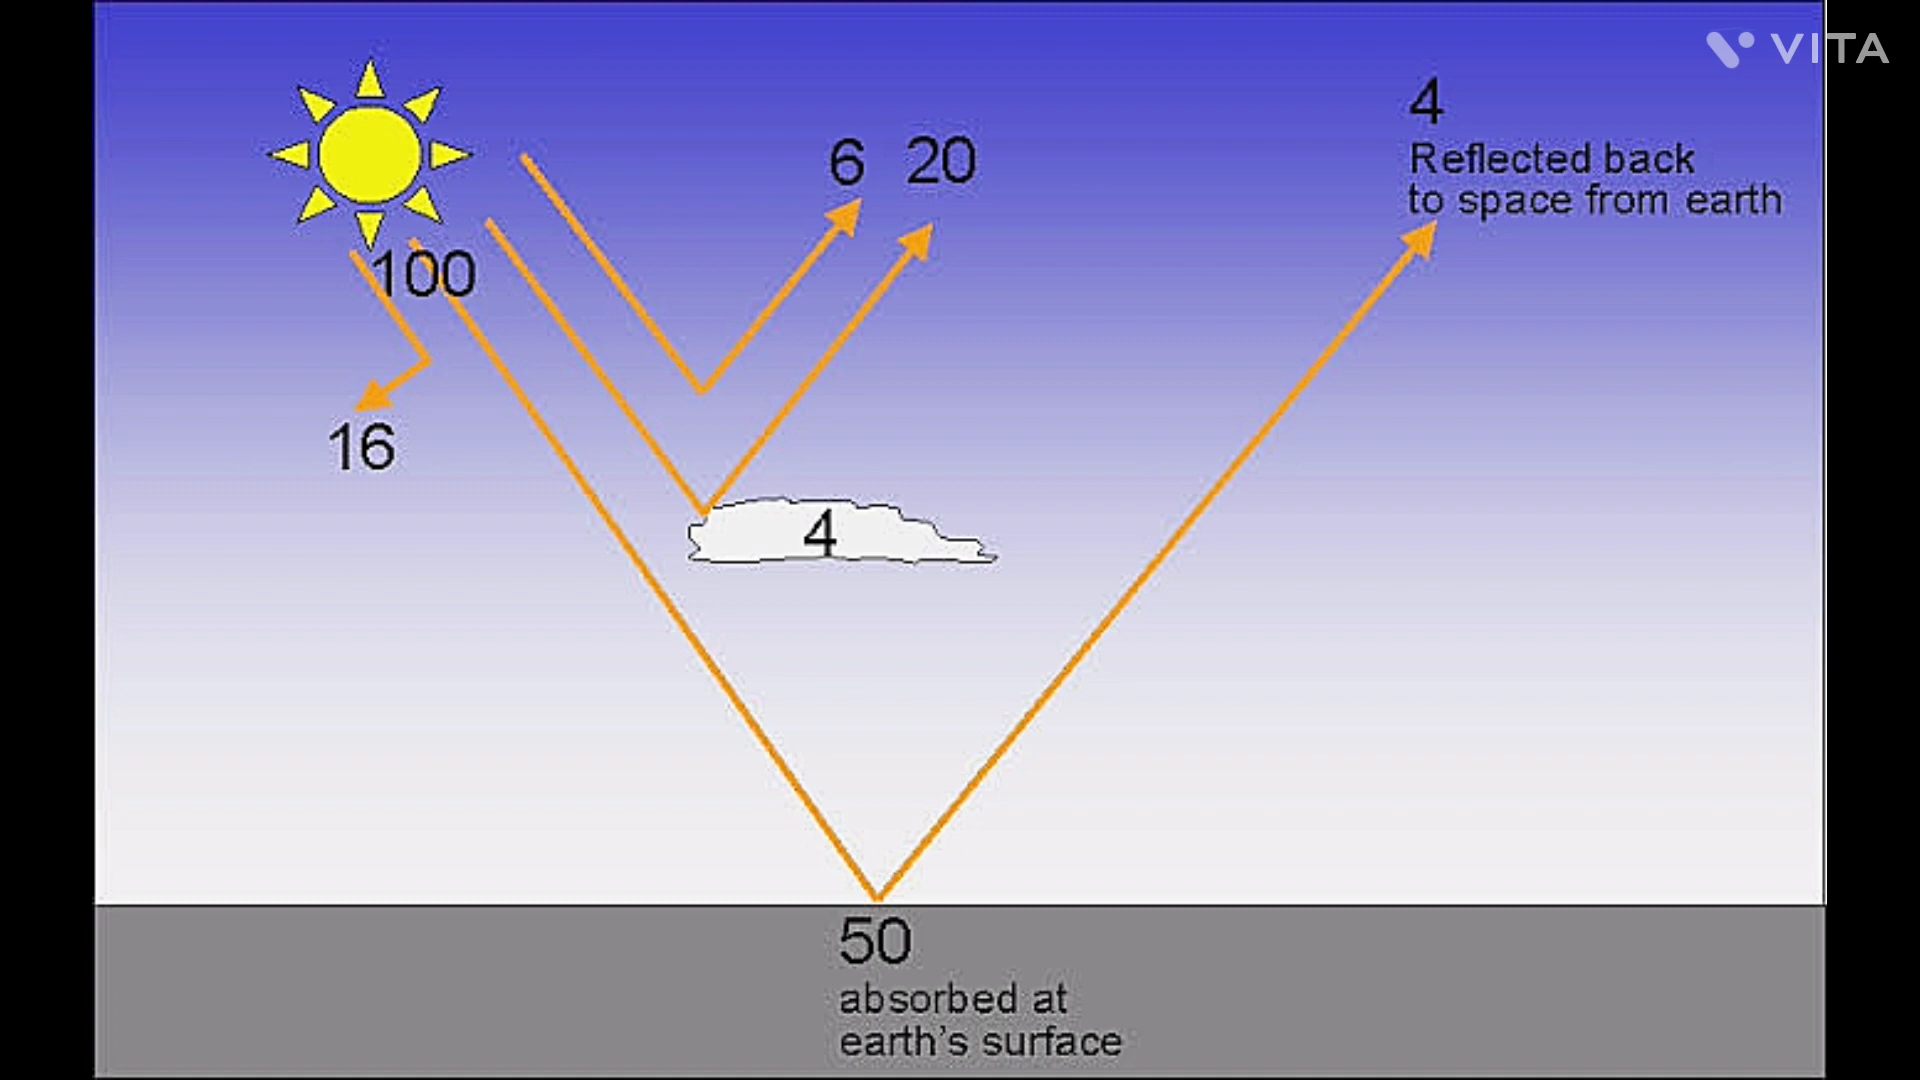 VITA
4
Reflected back
to space from earth
6 20
100
16
4
50
absorbed at
earth's surface